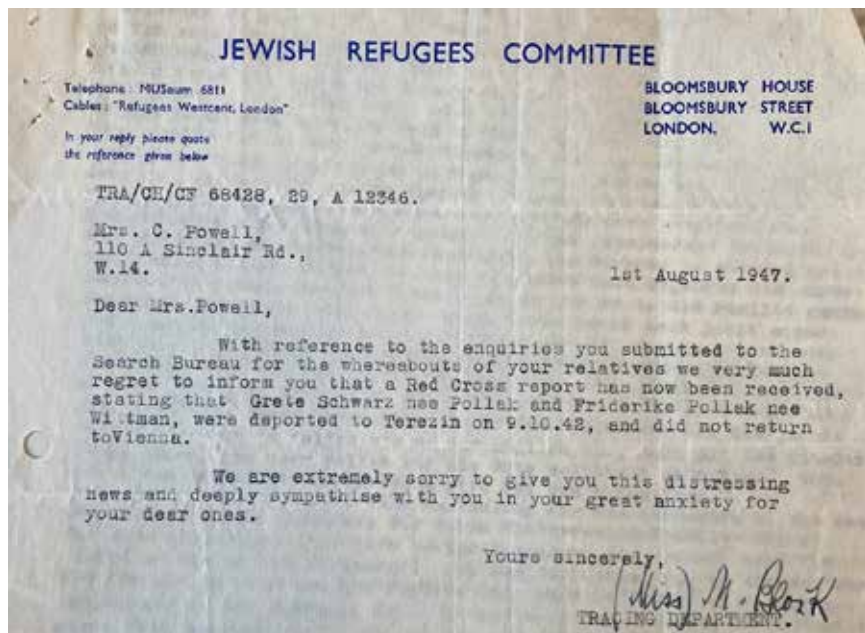 JEWISH REFUGEES COMMITTEE
Telephone: MUSeum 6811
Cables: "Refugees Westcent, London"
In your reply please quote
the reference given below
BLOOMSBURY HOUSE
BLOOMSBURY STREET
LONDON, W.C.1
TRA/CH/CF 68428, 29, A 12346.
Mrs. C. Powell,
110 A Sinclair Rd.,
W.14.
1st August 1947.
Dear Mrs.Powell,
With reference to the enquiries you submitted to the
Search Bureau for the whereabouts of your relatives we very much
regret to inform you that a Red Cross report has now been received,
stating that Grete Schwarz nee Pollak and Friderike Pollak nee
Wittman, were deported to Terezin on 9.10.42, and did not return
toVienna.
We are extremely sorry to give you this distressing
news and deeply sympathise with you in your great anxiety for
your dear ones.
Yours sincerely,
(Miss) M.
TRACING DEPARTMENT.